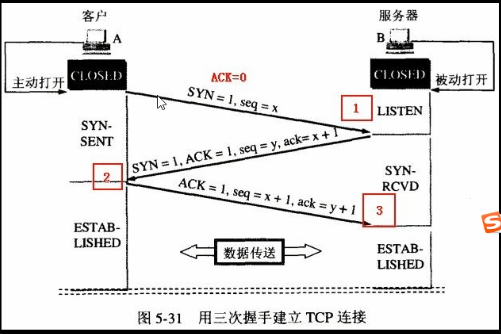 客户
服务器
A
B
CLOSED
CLOSED
主动打开
被动打开
ACK=0
SYN = 1, seq = x
1
LISTEN
SYN-
SENT
SYN = 1, ACK = 1, seq = y, ack= x + 1
SYN-
RCVD
2
ACK = 1, seq = x + 1, ack = y + 1
3
ESTAB-
LISHED
ESTAB-
LISHED
数据传送
图 5-31 用三次握手建立 TCP 连接
S